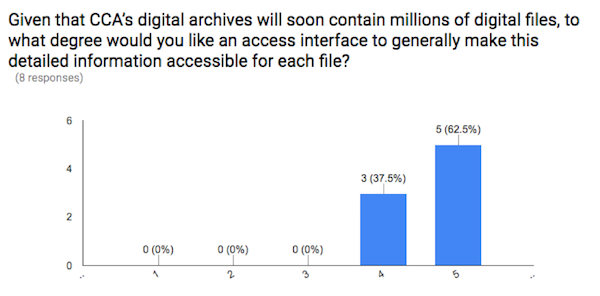 Given that CCA's digital archives will soon contain millions of digital files, to
what degree would you like an access interface to generally make this
detailed information accessible for each file?
(8 responses)
6
5 (62.5%)
4
3 (37.5%)
2
0 (0%) 0 (0%) 0 (0%)
0
.. 1 2 3 4 5 ..